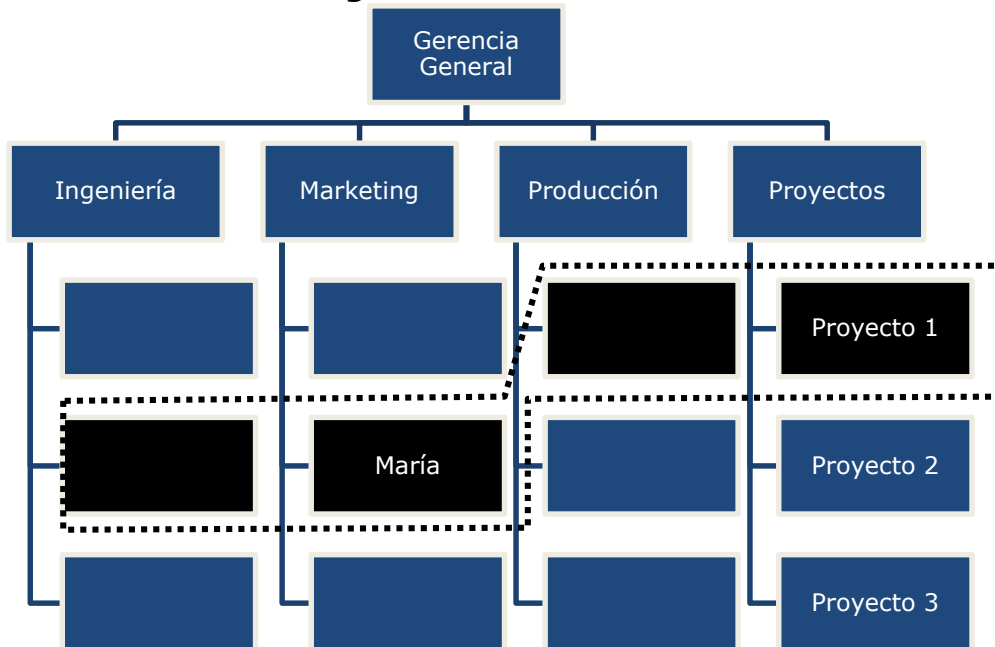 Gerencia
General
Ingeniería
Marketing
Producción
Proyectos
Proyecto 1
María
Proyecto 2
Proyecto 3